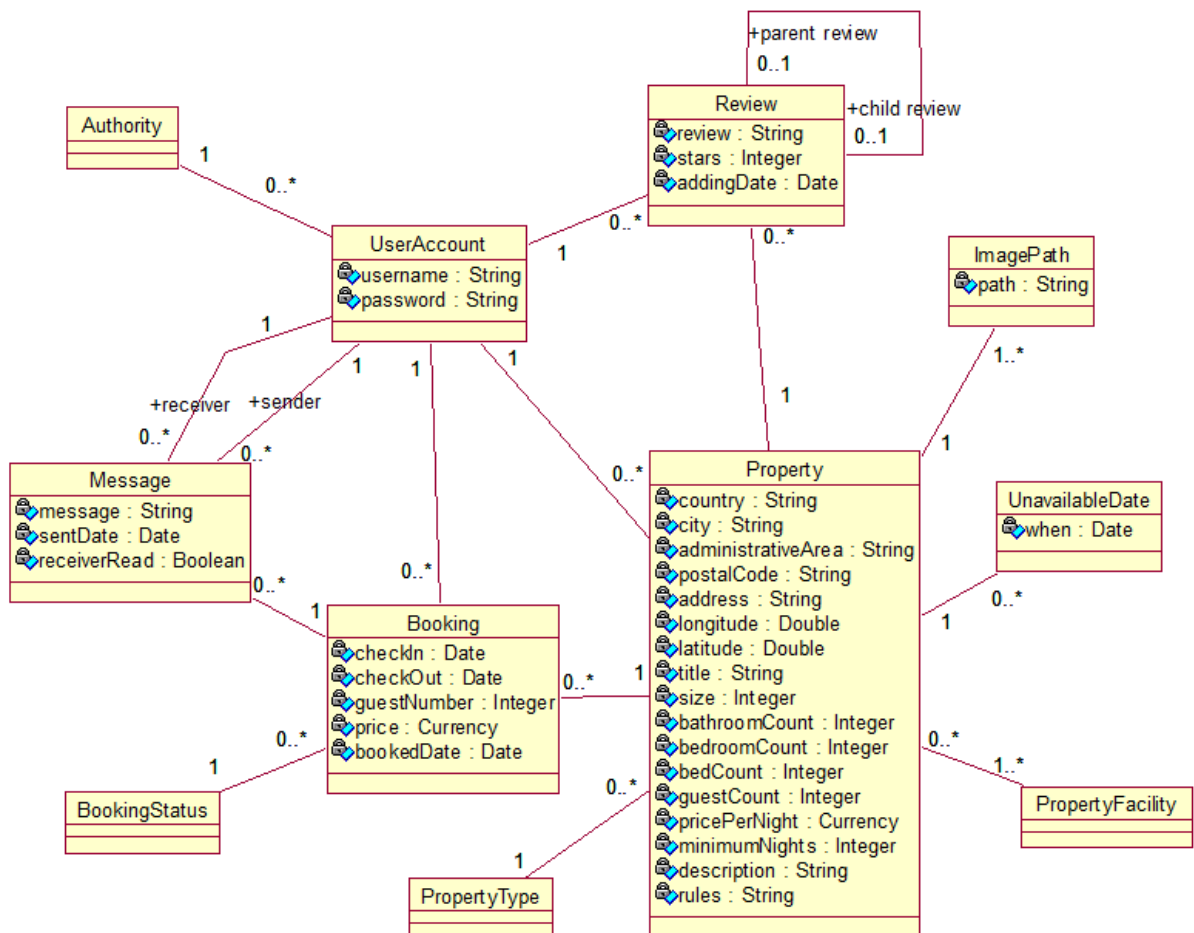 +parent review
0..1
Review
review : String
stars : Integer
addingDate : Date
+child review
0..1
Authority
1
0..*
0..*
1
0..*
UserAccount
username : String
password : String
ImagePath
path : String
1..*
1
1
1
1
1
+receiver
+sender
0..*
0..*
0..*
1
Message
message : String
sentDate : Date
receiverRead : Boolean
Property
country : String
city : String
administrativeArea : String
postalCode : String
address : String
longitude : Double
latitude : Double
title : String
size : Integer
bathroomCount : Integer
bedroomCount : Integer
bedCount : Integer
guestCount : Integer
pricePerNight : Currency
minimumNights : Integer
description : String
rules : String
UnavailableDate
when : Date
0..*
1
0..*
0..*
1
Booking
checkIn : Date
checkOut : Date
guestNumber : Integer
price : Currency
bookedDate : Date
0..*
1
0..*
1
BookingStatus
0..*
1
PropertyType
0..*
1..*
PropertyFacility